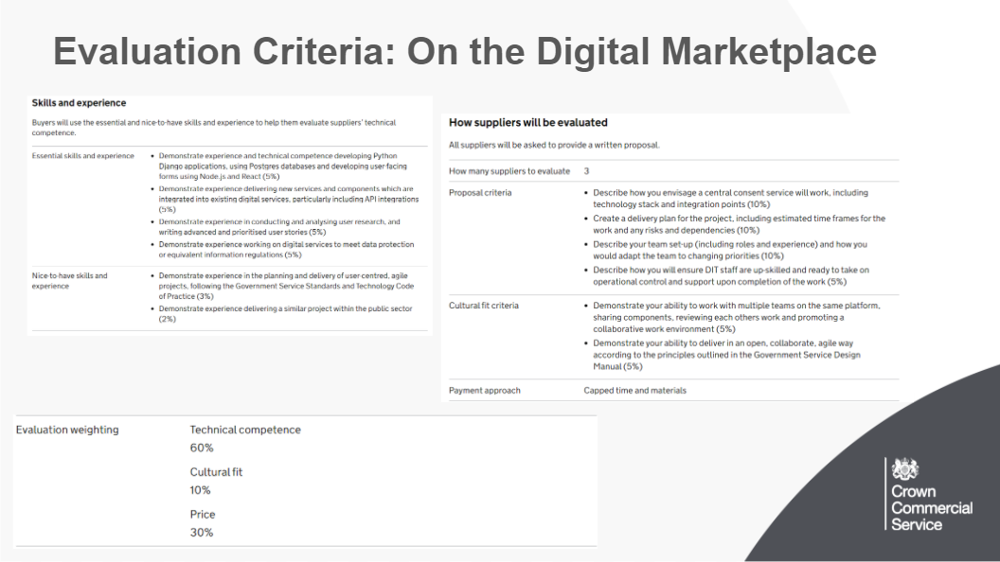 Evaluation Criteria: On the Digital Marketplace
Skills and experience
Buyers will use the essential and nice-to-have skills and experience to help them evaluate suppliers' technical
competence.
Essential skills and experience
• Demonstrate experience and technical competence developing Python
Django applications, using Postgres databases and developing user facing
forms using Node.js and React (5%)
• Demonstrate experience delivering new services and components which are
integrated into existing digital services, particularly including API integrations
(5%)
• Demonstrate experience in conducting and analysing user research, and
writing advanced and prioritised user stories (5%)
• Demonstrate experience working on digital services to meet data protection
or equivalent information regulations (5%)
Nice-to-have skills and
experience
• Demonstrate experience in the planning and delivery of user-centred, agile
projects, following the Government Service Standards and Technology Code
of Practice (3%)
• Demonstrate experience delivering a similar project within the public sector
(2%)
How suppliers will be evaluated
All suppliers will be asked to provide a written proposal.
How many suppliers to evaluate 3
Proposal criteria
• Describe how you envisage a central consent service will work, including
technology stack and integration points (10%)
• Create a delivery plan for the project, including estimated time frames for the
work and any risks and dependencies (10%)
• Describe your team set-up (including roles and experience) and how you
would adapt the team to changing priorities (10%)
• Describe how you will ensure DIT staff are up-skilled and ready to take on
operational control and support upon completion of the work (5%)
Cultural fit criteria
• Demonstrate your ability to work with multiple teams on the same platform,
sharing components, reviewing each others work and promoting a
collaborative work environment (5%)
• Demonstrate your ability to deliver in an open, collaborate, agile way
according to the principles outlined in the Government Service Design
Manual (5%)
Payment approach Capped time and materials
Evaluation weighting
Technical competence
60%
Cultural fit
10%
Price
30%
Crown
Commercial
Service